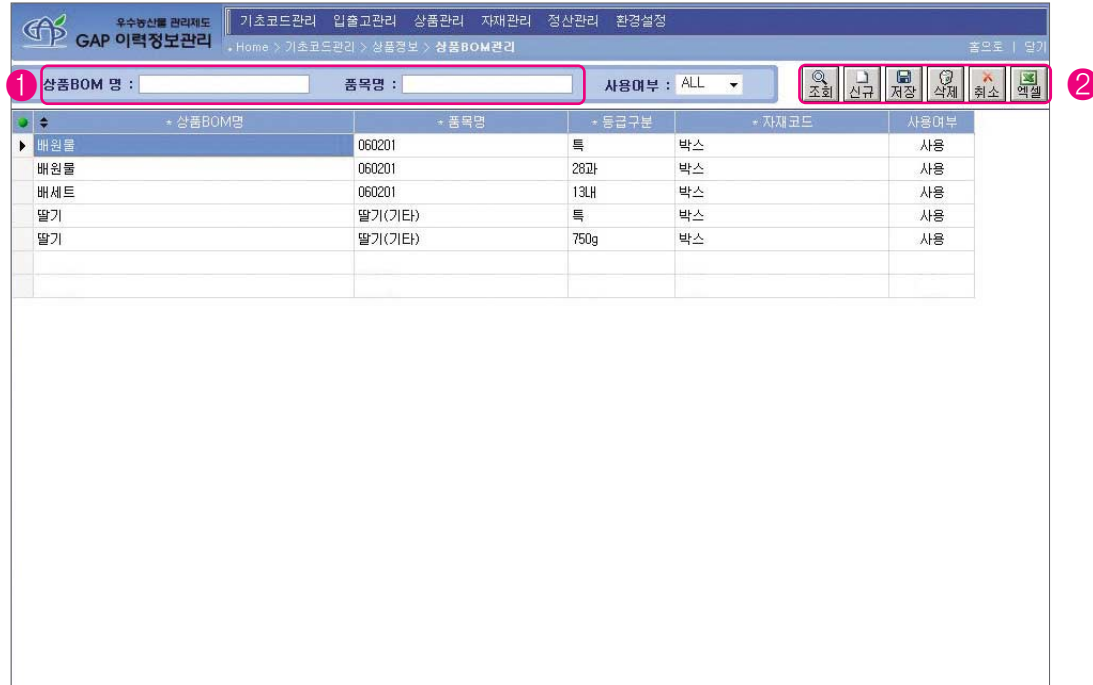 우수농산물 관리제도
GAP 이력정보관리
기초코드관리 입출고관리 상품관리 자재관리 정산관리 환경설정
Home > 기초코드관리 > 상품정보 > 상품BOM관리
홈으로 | 닫기
1 상품BOM 명 : 품목명 : 사용여부 : ALL 조회 신규 저장 삭제 취소 엑셀 2
* 상품BOM명 * 품목명 * 등급구분 * 자재코드 사용여부
배원물 060201 특 박스 사용
배원물 060201 28과 박스 사용
배세트 060201 13내 박스 사용
딸기 딸기(기타) 특 박스 사용
딸기 딸기(기타) 750g 박스 사용